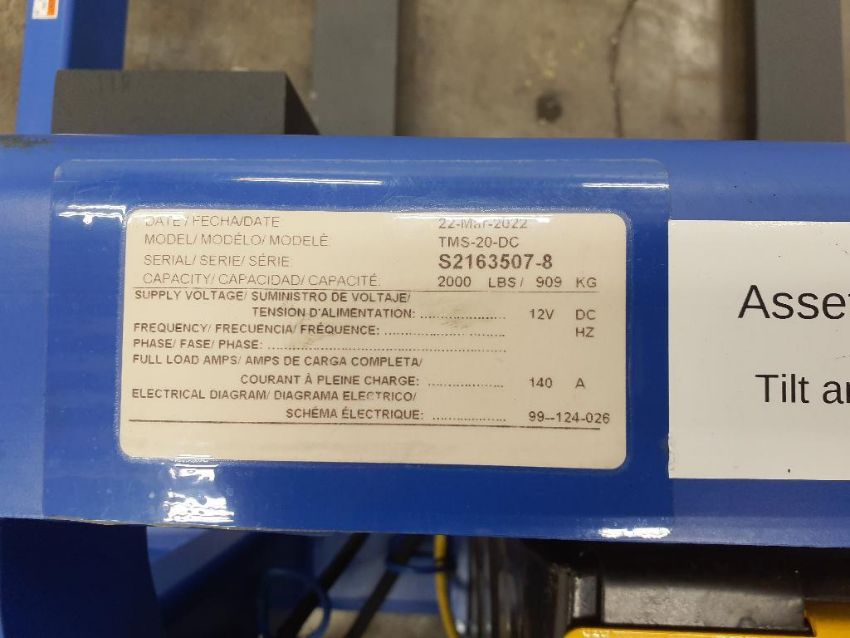 DATE / FECHA/DATE 22-Mar-2022
MODEL/ MODÉLO/ MODELÈ: TMS-20-DC
SERIAL/ SERIE/ SÉRIE: S2163507-8
CAPACITY/ CAPACIDAD/ CAPACITÉ: 2000 LBS / 909 KG
SUPPLY VOLTAGE/ SUMINISTRO DE VOLTAJE/
TENSION D'ALIMENTATION: ..................... 12V DC
FREQUENCY/ FRECUENCIA/ FRÉQUENCE: ..................... HZ
PHASE/ FASE/ PHASE: .....................
FULL LOAD AMPS/ AMPS DE CARGA COMPLETA/
COURANT À PLEINE CHARGE: ................... 140 A
ELECTRICAL DIAGRAM/ DIAGRAMA ELECTRICO/
SCHÉMA ÉLECTRIQUE: ................... 99--124-026
Asse
Tilt a